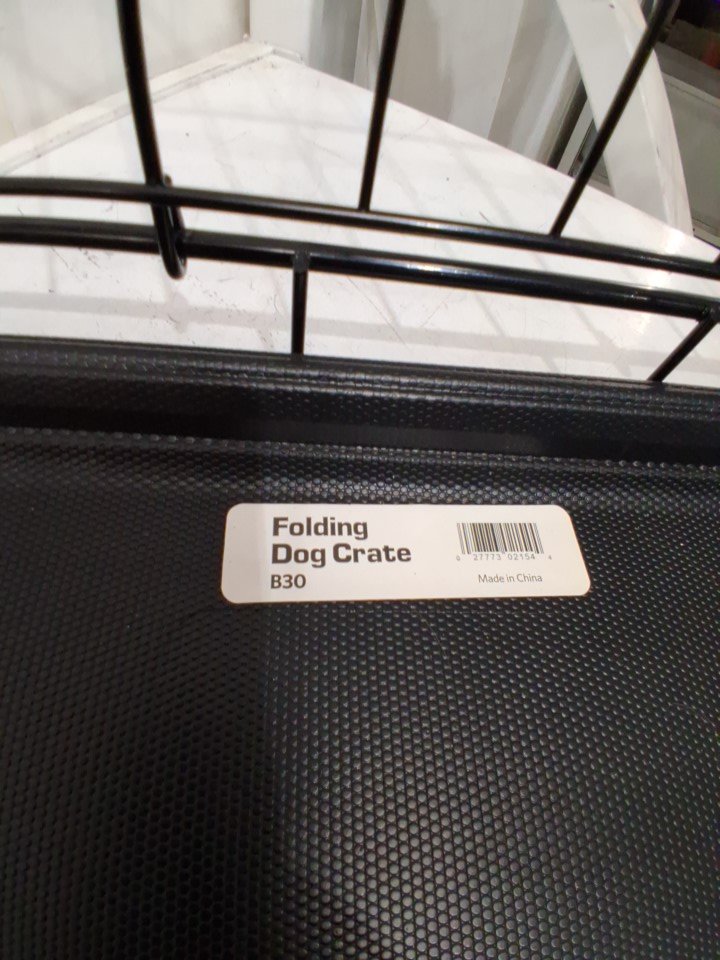 Folding
Dog Crate
B30
0 27773 02154 4
Made in China